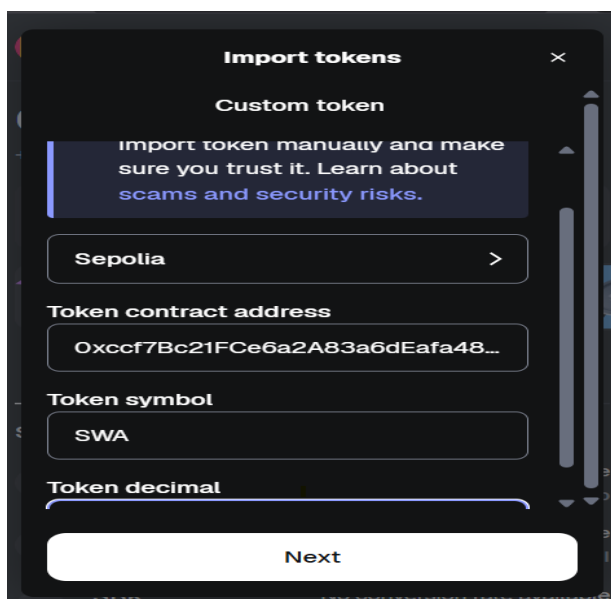 Import tokens
Custom token
import token manually and make
sure you trust it. Learn about
scams and security risks.
Sepolia
Token contract address
0xccf7Bc21FCe6a2A83a6dEafa48...
Token symbol
SWA
Token decimal
Next